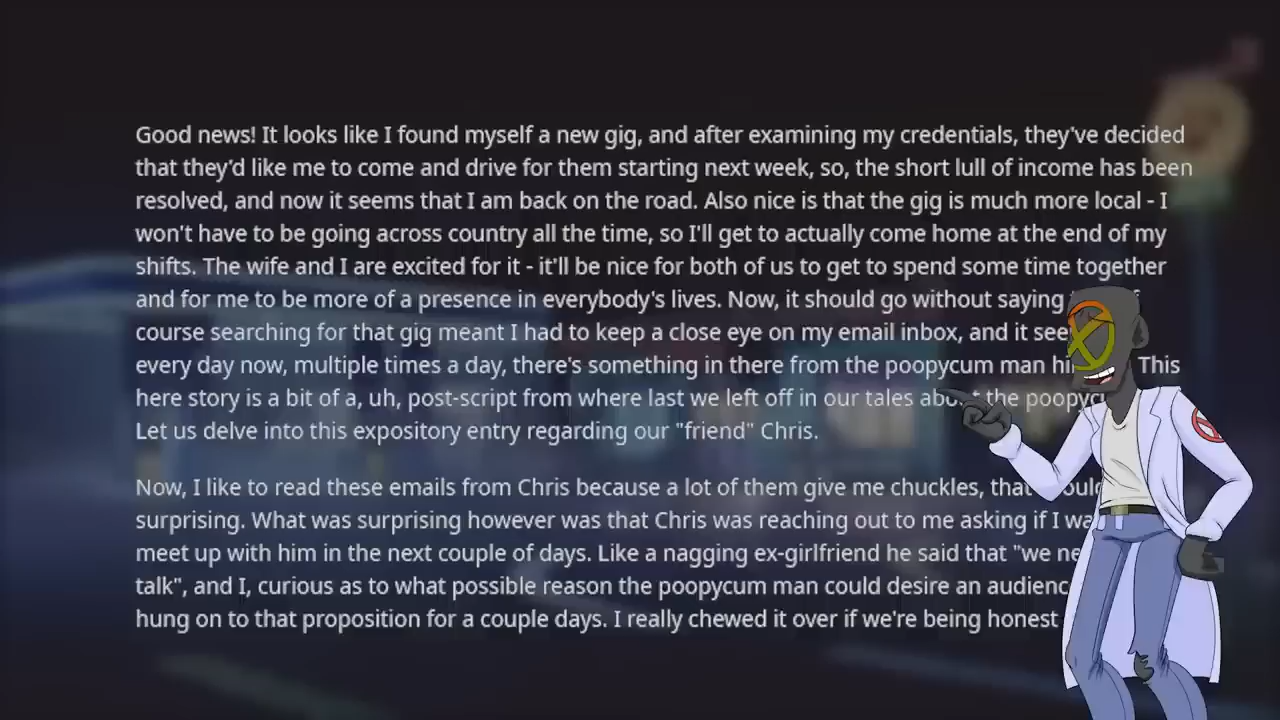 Good news! It looks like I found myself a new gig, and after examining my credentials, they've decided
that they'd like me to come and drive for them starting next week, so, the short lull of income has been
resolved, and now it seems that I am back on the road. Also nice is that the gig is much more local - I
won't have to be going across country all the time, so I'll get to actually come home at the end of my
shifts. The wife and I are excited for it - it'll be nice for both of us to get to spend some time together
and for me to be more of a presence in everybody's lives. Now, it should go without saying
course searching for that gig meant I had to keep a close eye on my email inbox, and it
every day now, multiple times a day, there's something in there from the poopycum man This
here story is a bit of a, uh, post-script from where last we left off in our tales about the
Let us delve into this expository entry regarding our "friend" Chris.
Now, I like to read these emails from Chris because a lot of them give me chuckles,
surprising. What was surprising however was that Chris was reaching out to me asking if I
meet up with him in the next couple of days. Like a nagging ex-girlfriend he said that "we
talk", and I, curious as to what possible reason the poopycum man could desire an
hung on to that proposition for a couple days. I really chewed it over if we're being honest